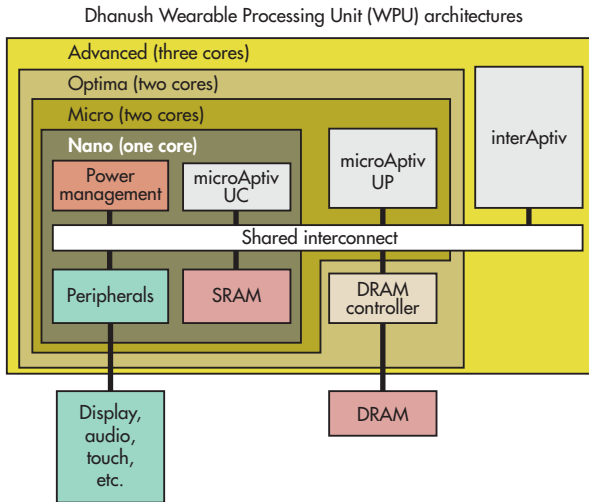 Dhanush Wearable Processing Unit (WPU) architectures
Advanced (three cores)
Optima (two cores)
Micro (two cores)
Nano (one core)
Power
management
microAptiv
UC
microAptiv
UP
interAptiv
Shared interconnect
Peripherals
SRAM
DRAM
controller
Display,
audio,
touch,
etc.
DRAM